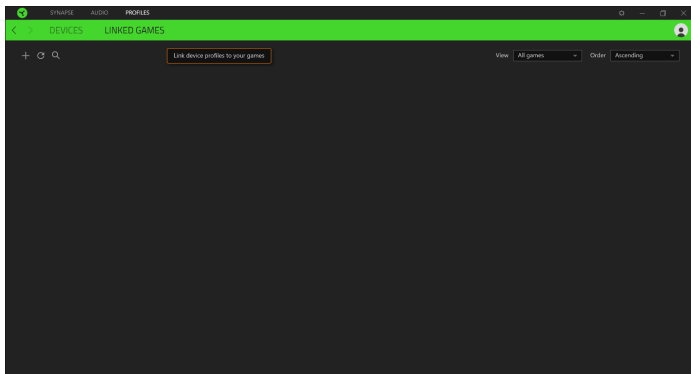 SYNAPSE AUDIO PROFILES
DEVICES LINKED GAMES
Link device profiles to your games View All games Order Ascending